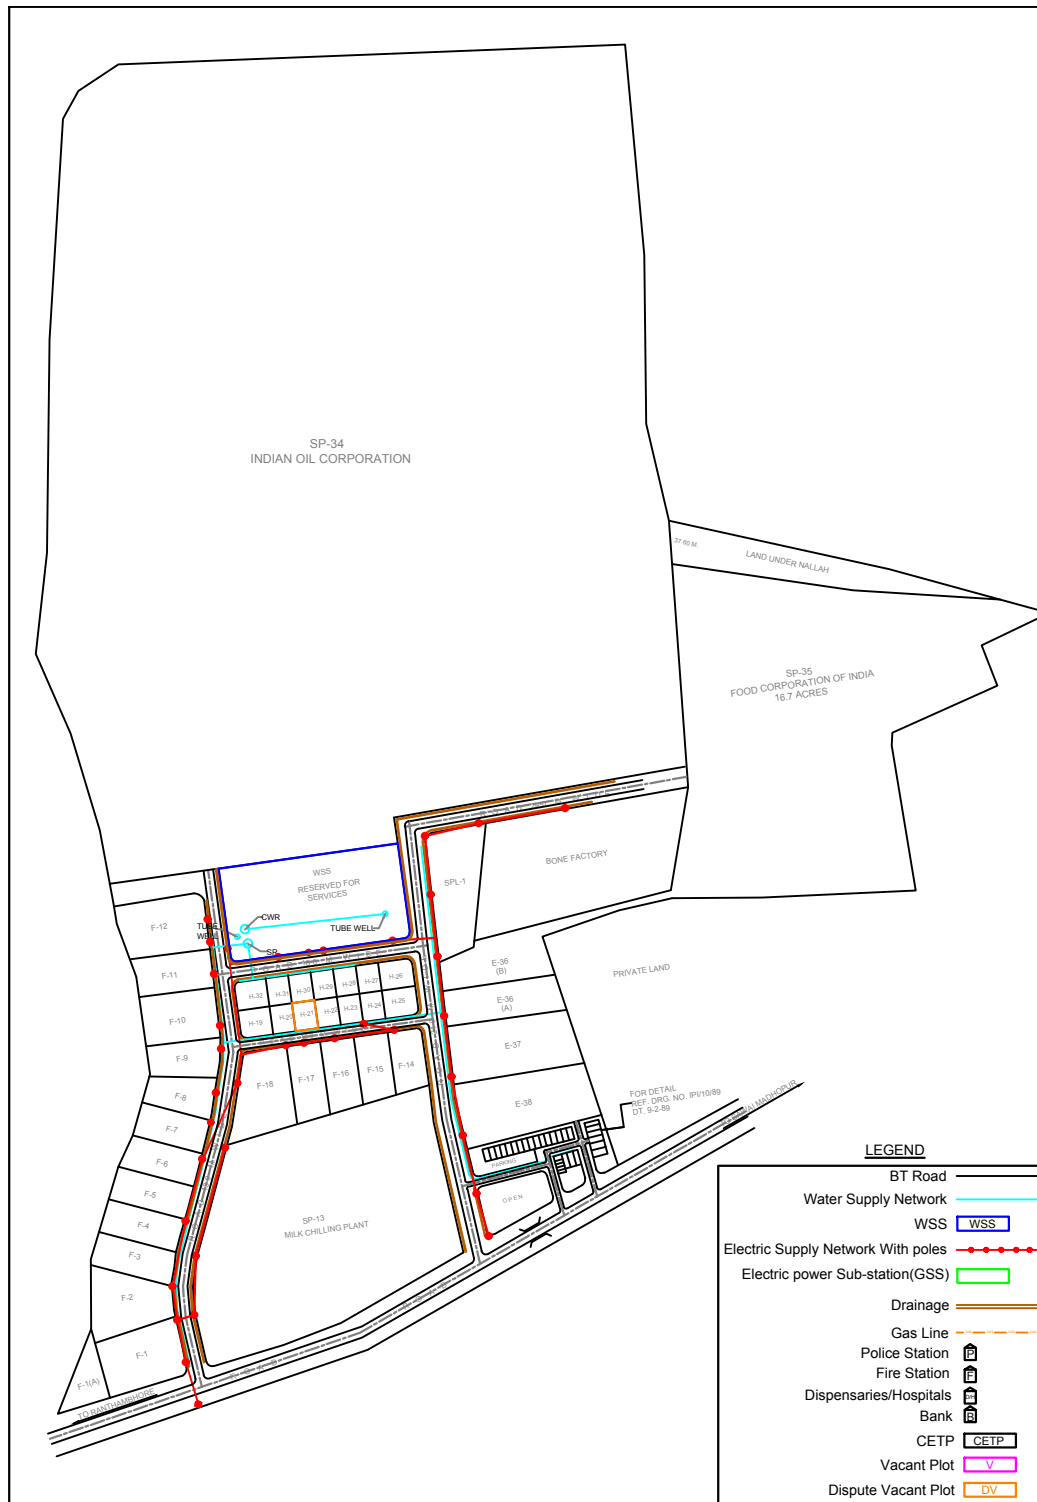 SP-34
INDIAN OIL CORPORATION
37.60 M.
LAND UNDER NALLAH
SP-35
FOOD CORPORATION OF INDIA
16.7 ACRES
BONE FACTORY
SPL-1
WSS
RESERVED FOR
SERVICES
CWR
TUBE WELL
TUBE
WELL
SR
F-12
F-11
F-10
F-9
F-8
F-7
F-6
F-5
F-4
F-3
F-2
F-1
F-1(A)
H-32
H-31
H-30
H-29
H-28
H-27
H-26
H-19
H-20
H-21
H-22
H-23
H-24
H-25
F-18
F-17
F-16
F-15
F-14
E-36
(B)
E-36
(A)
E-37
E-38
PRIVATE LAND
FOR DETAIL
REF. DRG. NO. IPI/10/89
DT. 9-2-89
PARKING
OPEN
SP-13
MILK CHILLING PLANT
TO RANTHAMBHORE
SAWAI MADHOPUR
ROAD
LEGEND
BT Road
Water Supply Network
WSS WSS
Electric Supply Network With poles
Electric power Sub-station(GSS)
Drainage
Gas Line
Police Station P
Fire Station F
Dispensaries/Hospitals
Bank B
CETP CETP
Vacant Plot V
Dispute Vacant Plot DV